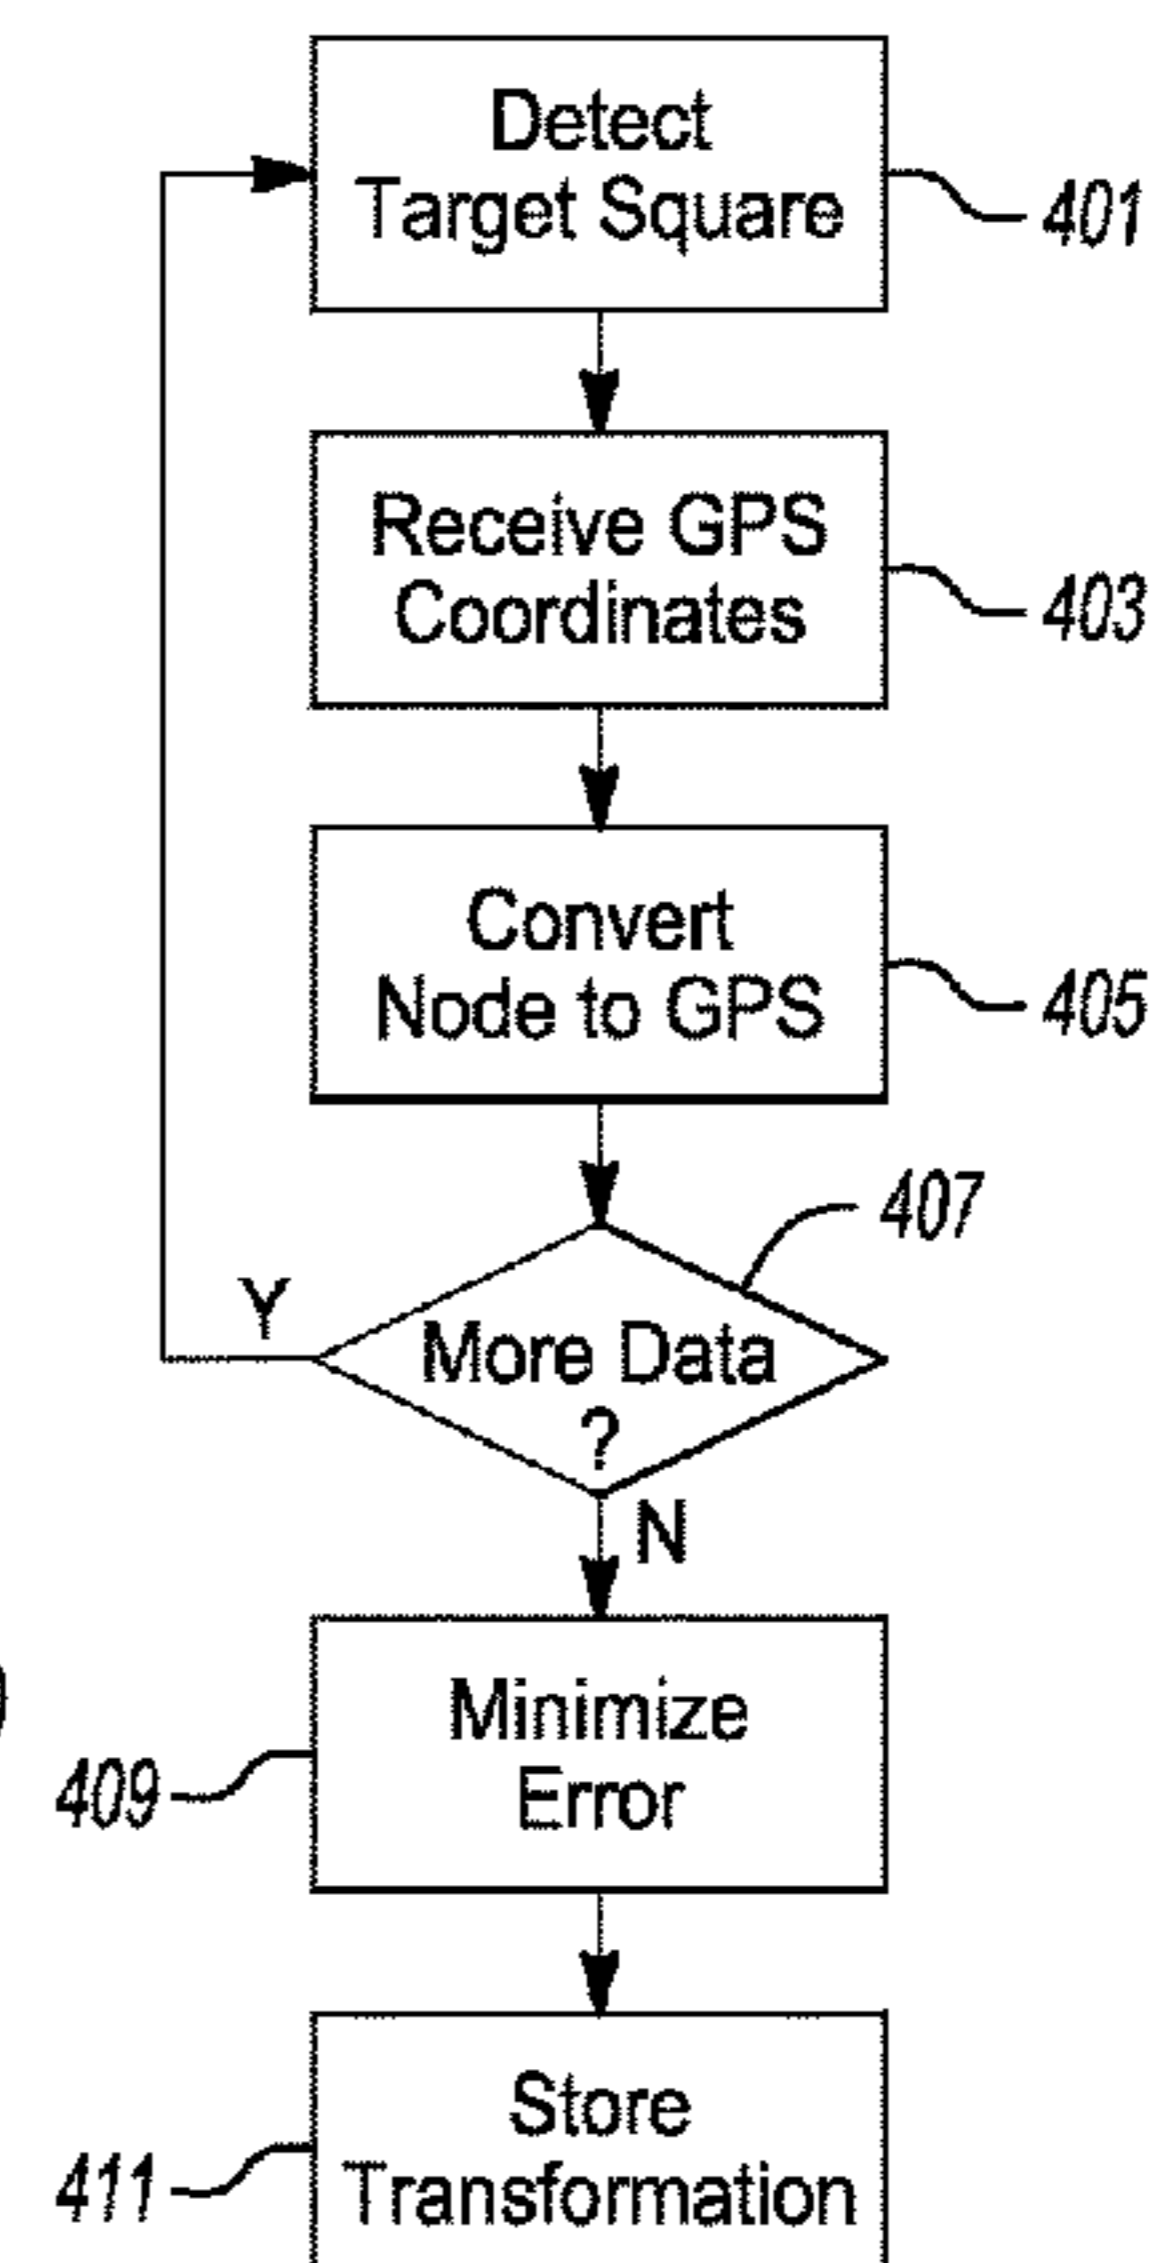 Detect
Target Square
401
Receive GPS
Coordinates
403
Convert
Node to GPS
405
407
Y
More Data
?
N
Minimize
Error
409
Store
Transformation
411